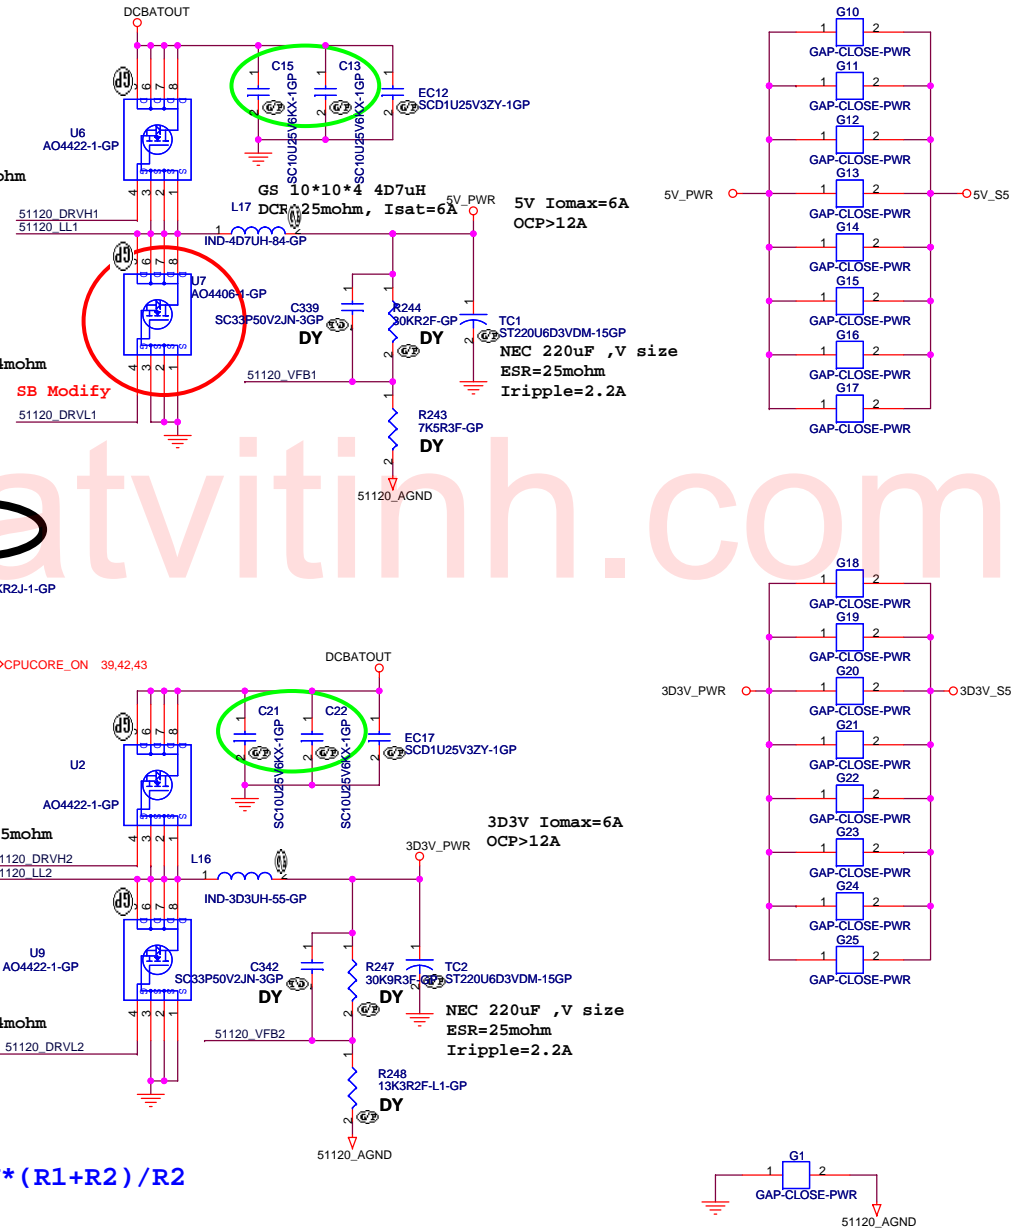 DCBATOUT
C15
C13
SC10U25V6KX-1GP
SC10U25V6KX-1GP
EC12
SCD1U25V3ZY-1GP
U6
AO4422-1-GP
GS 10*10*4 4D7uH
DCR=25mohm, Isat=6A
5V_PWR
5V Iomax=6A
OCP>12A
51120_DRVH1
51120_LL1
L17
IND-4D7UH-84-GP
U7
AO4406-1-GP
C339
SC33P50V2JN-3GP
DY
R244
30KR2F-GP
DY
TC1
ST220U6D3VDM-15GP
NEC 220uF ,V size
ESR=25mohm
Iripple=2.2A
4mohm
SB Modify
51120_VFB1
51120_DRVL1
R243
7K5R3F-GP
DY
51120_AGND
G10
GAP-CLOSE-PWR
G11
GAP-CLOSE-PWR
G12
GAP-CLOSE-PWR
G13
GAP-CLOSE-PWR
5V_PWR
5V_S5
G14
GAP-CLOSE-PWR
G15
GAP-CLOSE-PWR
G16
GAP-CLOSE-PWR
G17
GAP-CLOSE-PWR
atvitinh.com
KR2J-1-GP
CPUCORE_ON 39,42,43
DCBATOUT
C21
C22
SC10U25V6KX-1GP
SC10U25V6KX-1GP
EC17
SCD1U25V3ZY-1GP
U2
AO4422-1-GP
5mohm
3D3V_PWR
3D3V Iomax=6A
OCP>12A
1120_DRVH2
1120_LL2
L16
IND-3D3UH-55-GP
U9
AO4422-1-GP
C342
SC33P50V2JN-3GP
DY
R247
30K9R3F-GP
DY
TC2
ST220U6D3VDM-15GP
NEC 220uF ,V size
ESR=25mohm
Iripple=2.2A
4mohm
51120_VFB2
51120_DRVL2
R248
13K3R2F-L1-GP
DY
51120_AGND
*(R1+R2)/R2
G18
GAP-CLOSE-PWR
G19
GAP-CLOSE-PWR
G20
GAP-CLOSE-PWR
3D3V_PWR
3D3V_S5
G21
GAP-CLOSE-PWR
G22
GAP-CLOSE-PWR
G23
GAP-CLOSE-PWR
G24
GAP-CLOSE-PWR
G25
GAP-CLOSE-PWR
G1
GAP-CLOSE-PWR
51120_AGND